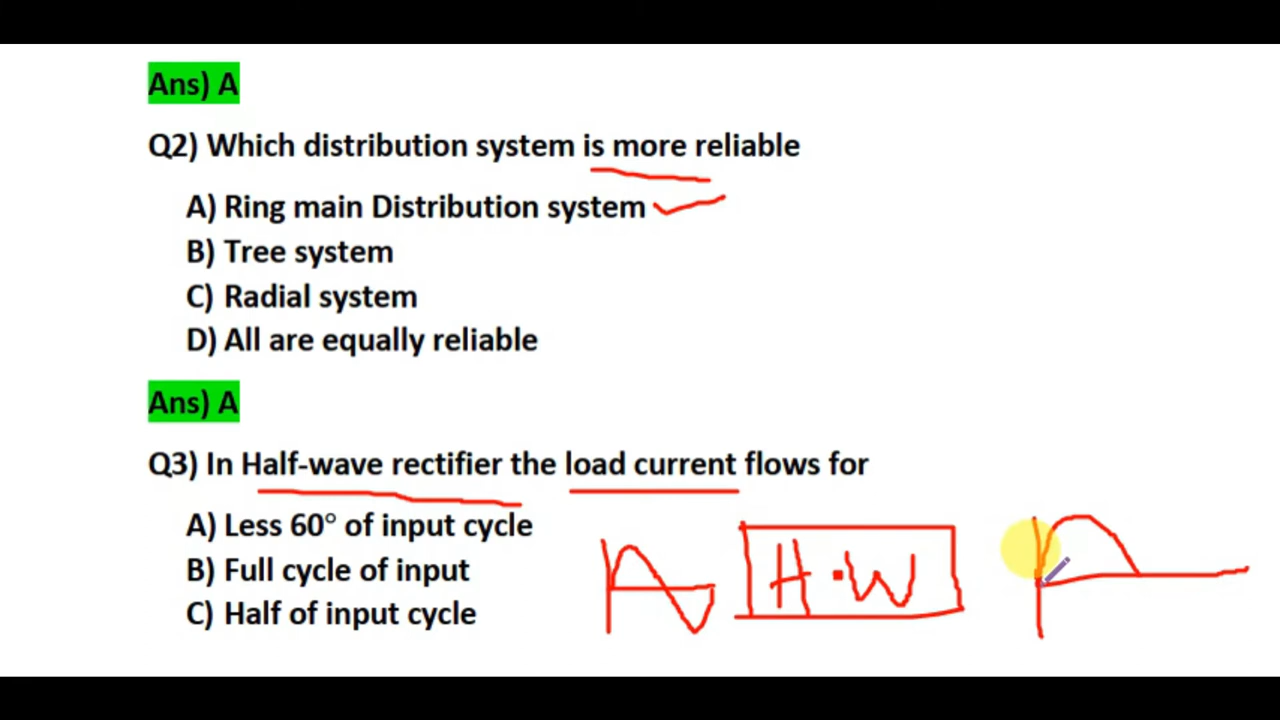 Ans) A
Q2) Which distribution system is more reliable
A) Ring main Distribution system
B) Tree system
C) Radial system
D) All are equally reliable
Ans) A
Q3) In Half-wave rectifier the load current flows for
A) Less 60° of input cycle
B) Full cycle of input
C) Half of input cycle
H.W